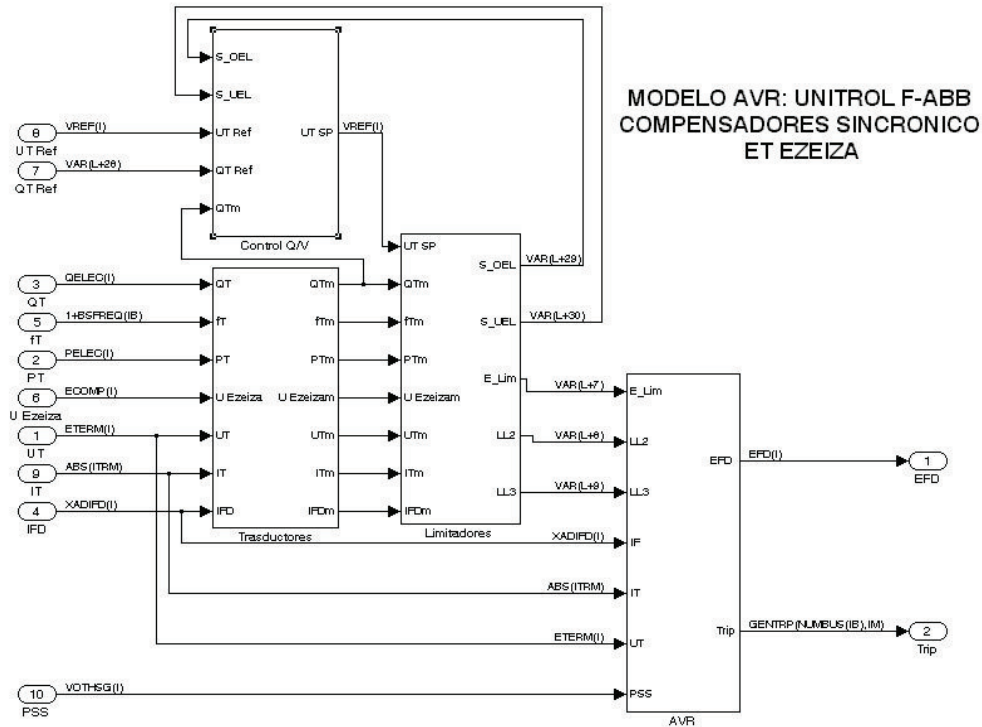 MODELO AVR: UNITROL F-ABB
COMPENSADORES SINCRONICO
ET EZEIZA
S_OEL
S_UEL
UT Ref
QT Ref
QTm
UT SP
Control Q/V
8
VREF(I)
UT Ref
7
VAR(L+26)
QT Ref
VREF(I)
3
QELEC(I)
QT
5
1+BSFREQ(IB)
fT
2
PELEC(I)
PT
6
ECOMP(I)
U Ezeiza
1
ETERM(I)
UT
9
ABS(ITRM)
IT
4
XADIFD(I)
IFD
QT
QTm
fT
fTm
PT
PTm
U Ezeiza
U Ezeizam
UT
UTm
IT
ITm
IFD
IFDm
Trasductores
UT SP
QTm
fTm
PTm
U Ezeizam
UTm
ITm
IFDm
S_OEL
S_UEL
E_Lim
LL2
LL3
Limitadores
VAR(L+29)
VAR(L+30)
VAR(L+7)
VAR(L+8)
VAR(L+9)
XADIFD(I)
ABS(ITRM)
ETERM(I)
E_Lim
LL2
LL3
IF
IT
UT
PSS
EFD
Trip
AVR
EFD(I)
1
EFD
GENTRP(NUMBUS(IB),IM)
2
Trip
10
VOTHSG(I)
PSS